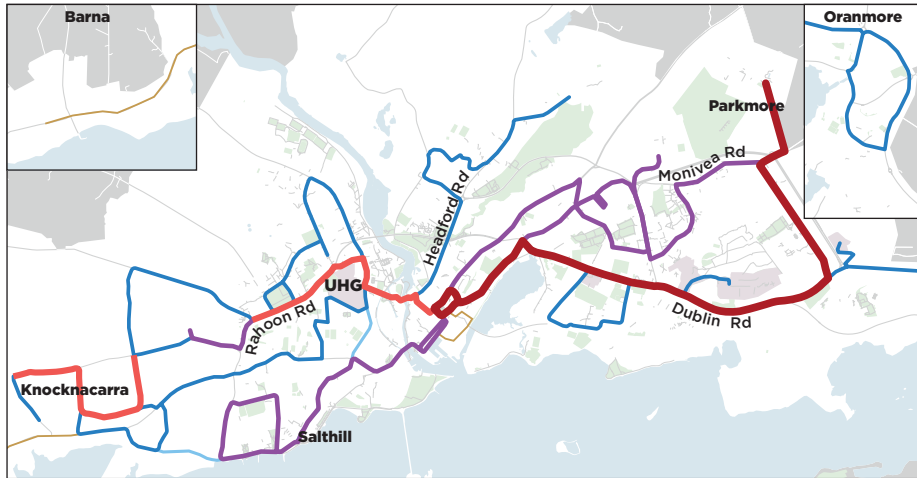 Barna
Oranmore
Parkmore
Monivea Rd
Headford Rd
UHG
Rahoon Rd
Dublin Rd
Knocknacarra
Salthill